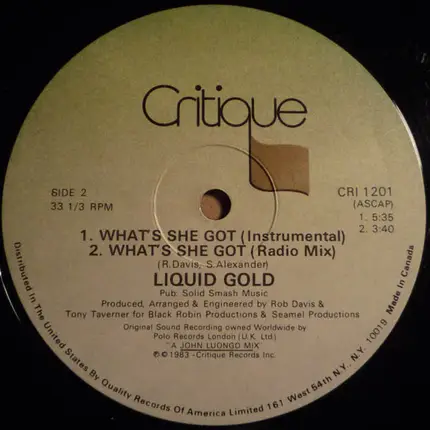 Critique
SIDE 2
33 1/3 RPM
CRI 1201
(ASCAP)
1. 5:35
2. 3:40
1. WHAT'S SHE GOT (Instrumental)
2. WHAT'S SHE GOT (Radio Mix)
(R. Davis, S. Alexander)
LIQUID GOLD
Pub: Solid Smash Music
Produced, Arranged & Engineered by Rob Davis &
Tony Taverner for Black Robin Productions & Seamel Productions
Original Sound Recording owned Worldwide by
Polo Records London (U.K. Ltd.)
"A JOHN LUONGO MIX"
℗©1983 - Critique Records Inc.
Distributed In The United States By Quality Records Of America Limited 161 West 54th N.Y. N.Y. 10019 Made In Canada